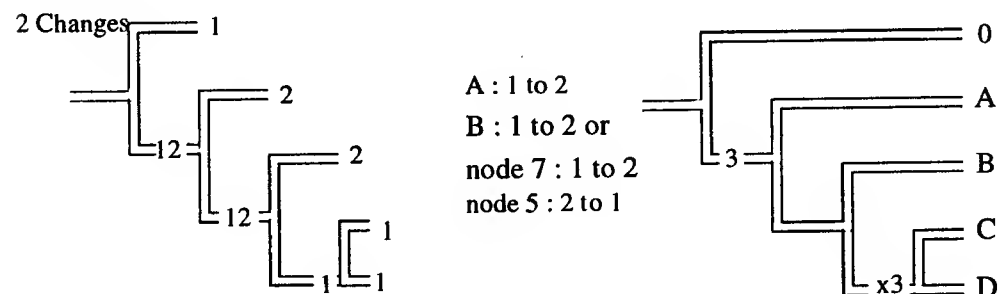 2 Changes
1
2
12
2
12
1
1
1
A : 1 to 2
B : 1 to 2 or
node 7 : 1 to 2
node 5 : 2 to 1
0
A
3
B
C
x3
D